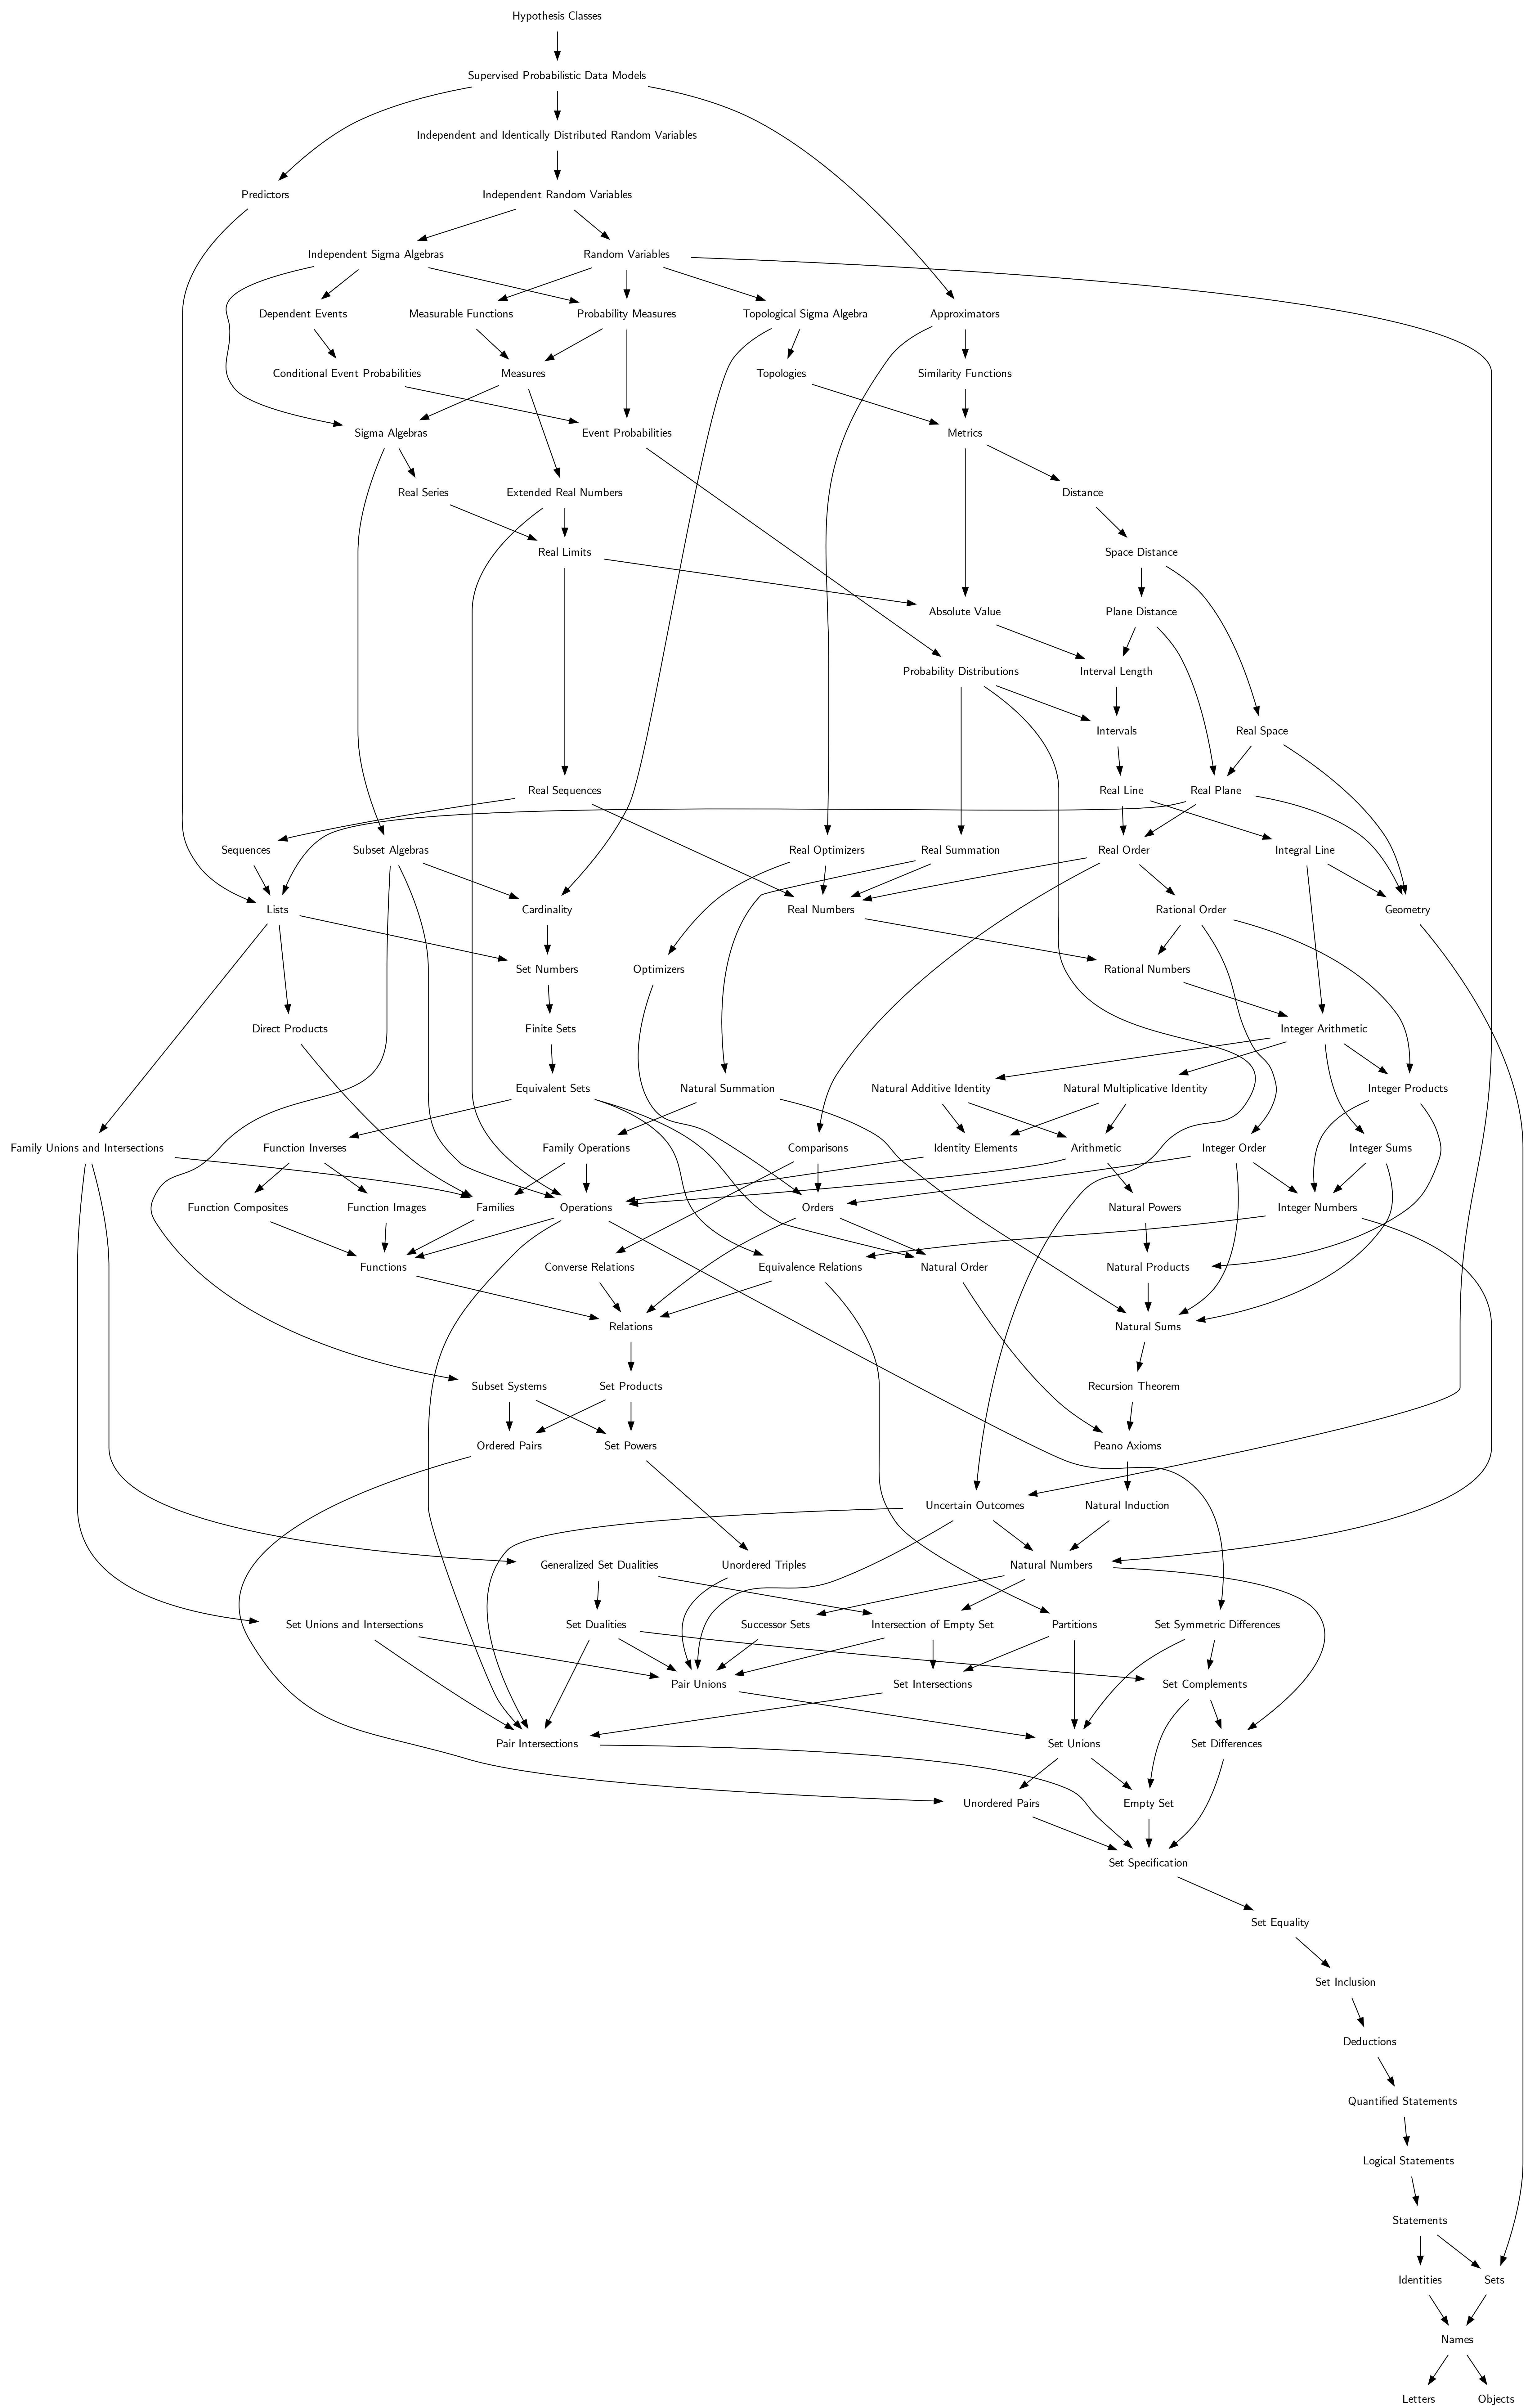 Hypothesis Classes
Supervised Probabilistic Data Models
Independent and Identically Distributed Random Variables
Predictors
Independent Random Variables
Independent Sigma Algebras
Random Variables
Dependent Events
Measurable Functions
Probability Measures
Topological Sigma Algebra
Approximators
Conditional Event Probabilities
Measures
Topologies
Similarity Functions
Sigma Algebras
Event Probabilities
Metrics
Real Series
Extended Real Numbers
Distance
Real Limits
Space Distance
Absolute Value
Plane Distance
Probability Distributions
Interval Length
Intervals
Real Space
Real Sequences
Real Line
Real Plane
Sequences
Subset Algebras
Real Optimizers
Real Summation
Real Order
Integral Line
Lists
Cardinality
Real Numbers
Rational Order
Geometry
Set Numbers
Optimizers
Rational Numbers
Direct Products
Finite Sets
Integer Arithmetic
Equivalent Sets
Natural Summation
Natural Additive Identity
Natural Multiplicative Identity
Integer Products
Family Unions and Intersections
Function Inverses
Family Operations
Comparisons
Identity Elements
Arithmetic
Integer Order
Integer Sums
Function Composites
Function Images
Families
Operations
Orders
Natural Powers
Integer Numbers
Functions
Converse Relations
Equivalence Relations
Natural Order
Natural Products
Relations
Natural Sums
Subset Systems
Set Products
Recursion Theorem
Ordered Pairs
Set Powers
Peano Axioms
Uncertain Outcomes
Natural Induction
Generalized Set Dualities
Unordered Triples
Natural Numbers
Set Unions and Intersections
Set Dualities
Successor Sets
Intersection of Empty Set
Partitions
Set Symmetric Differences
Pair Unions
Set Intersections
Set Complements
Pair Intersections
Set Unions
Set Differences
Unordered Pairs
Empty Set
Set Specification
Set Equality
Set Inclusion
Deductions
Quantified Statements
Logical Statements
Statements
Identities
Sets
Names
Letters
Objects